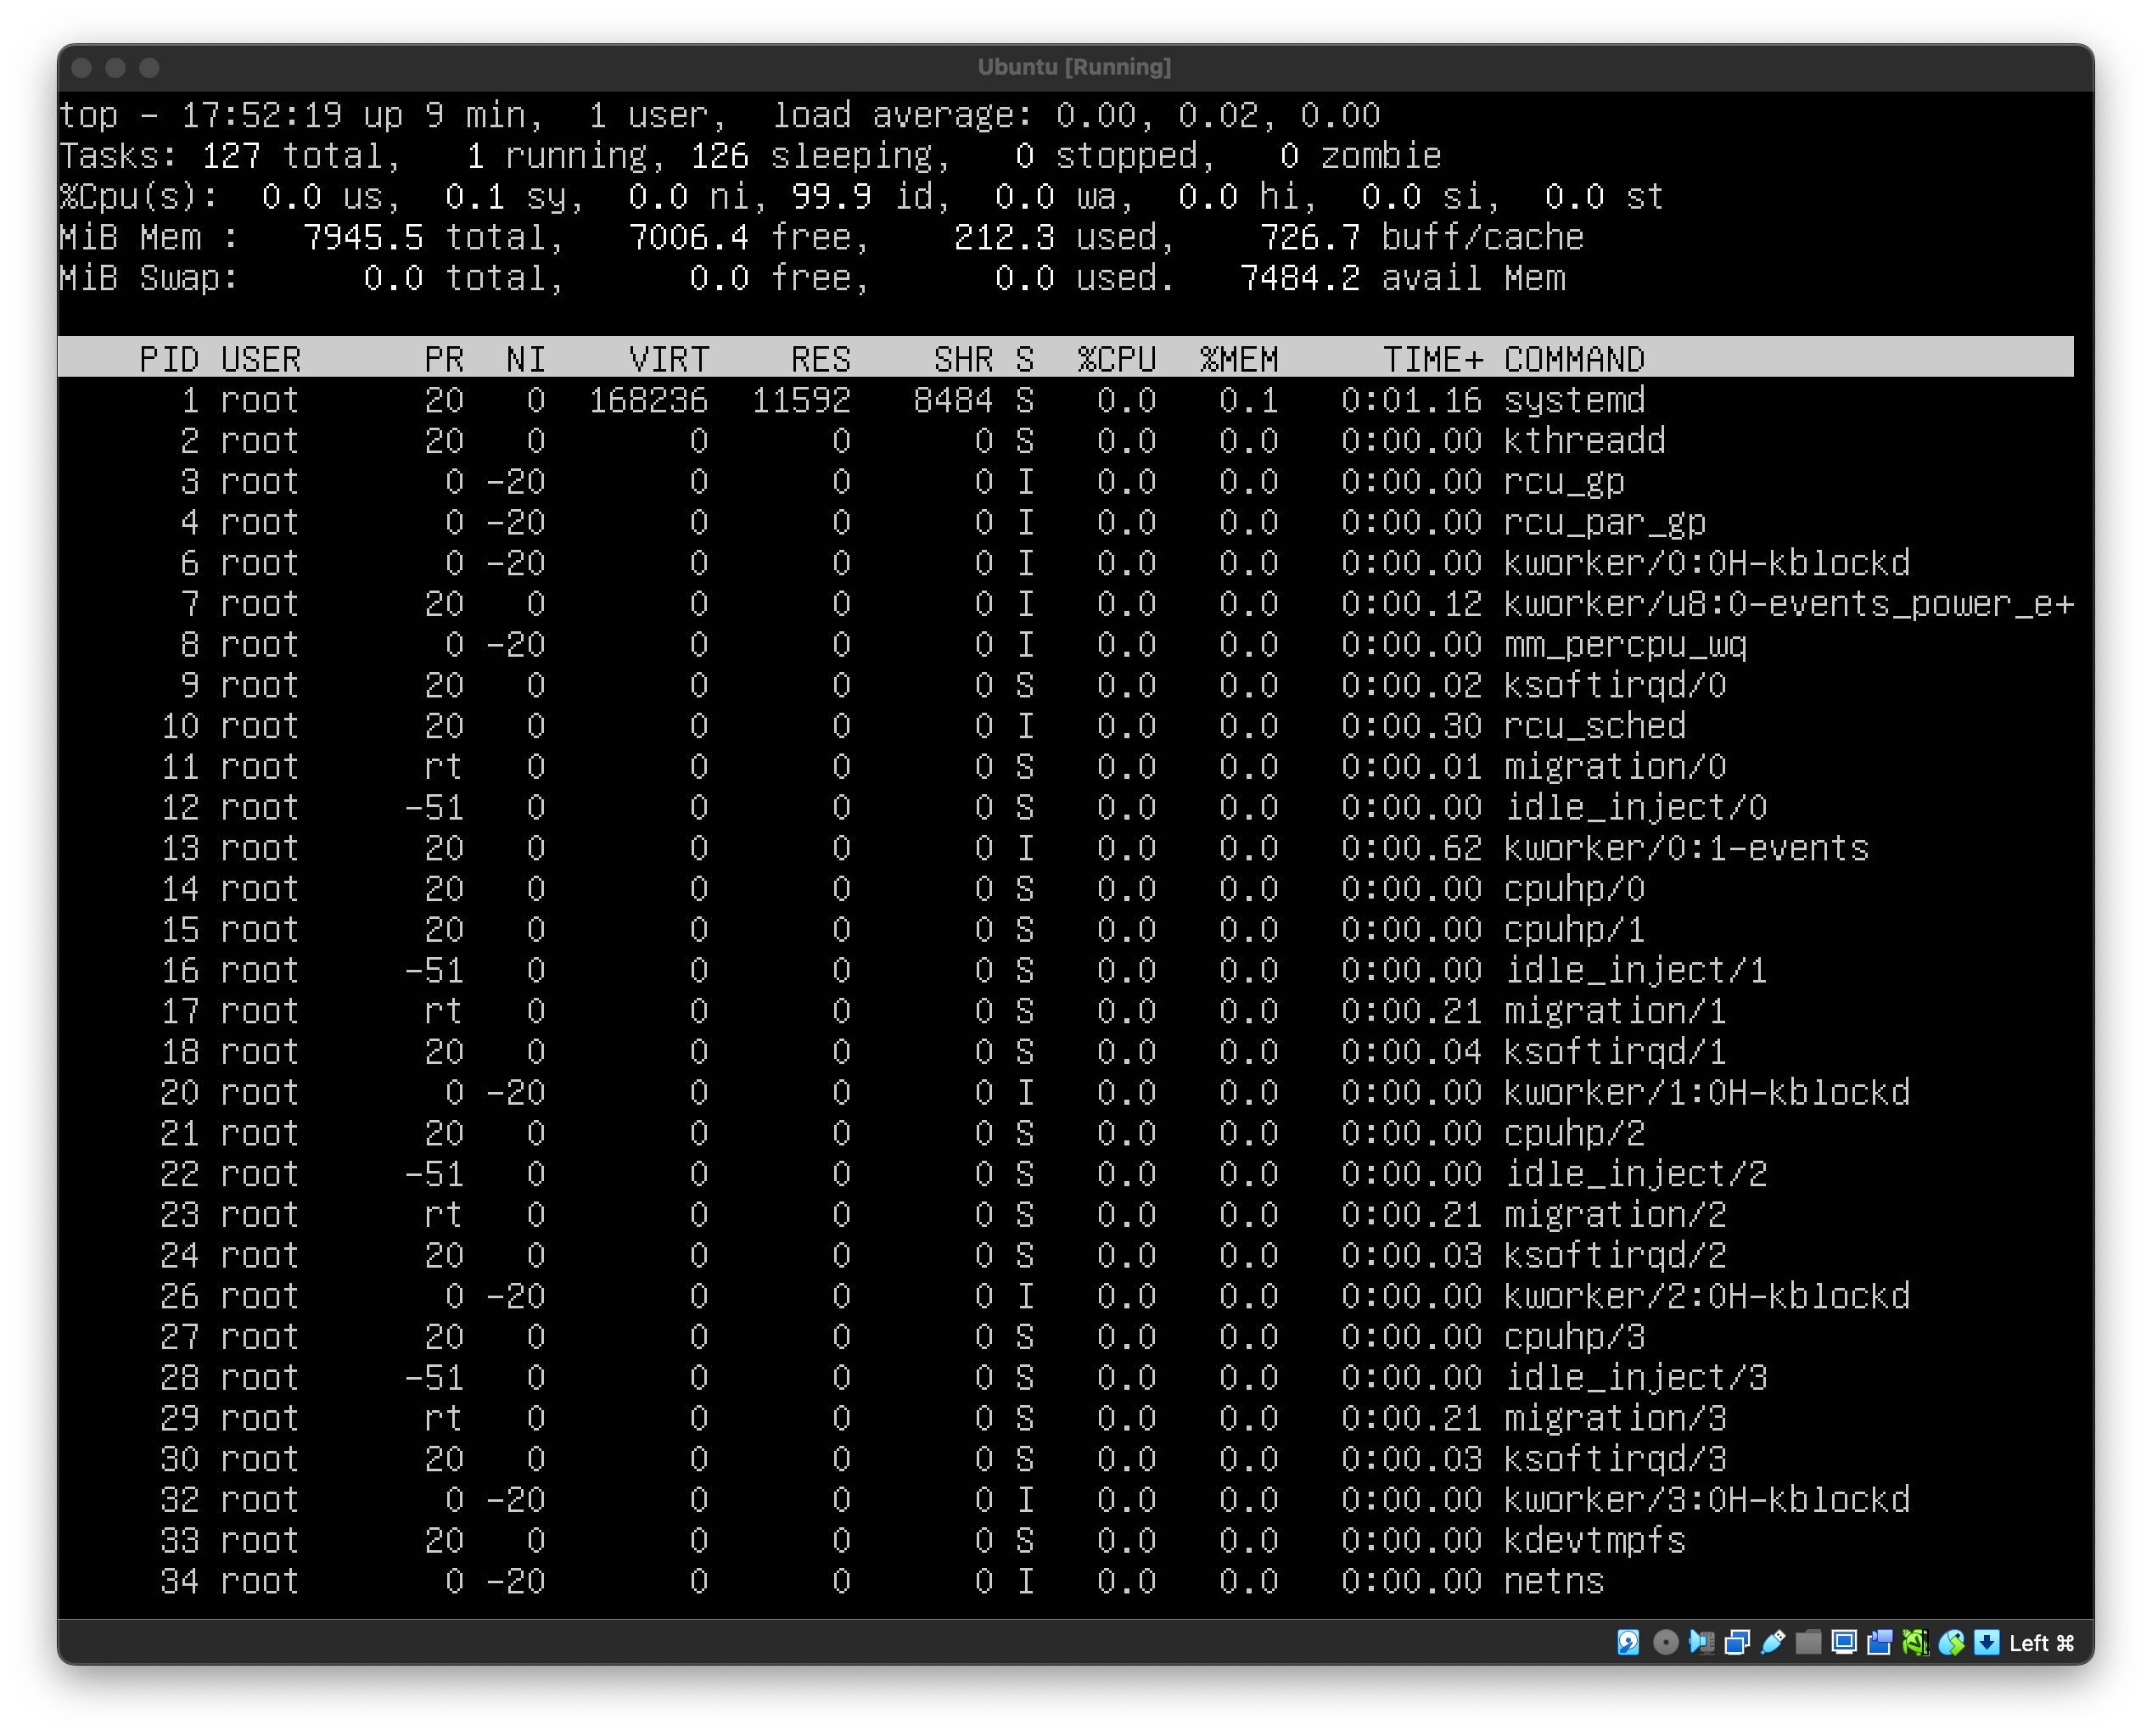 Ubuntu [Running]
top - 17:52:19 up 9 min,  1 user,  load average: 0.00, 0.02, 0.00
Tasks: 127 total,   1 running, 126 sleeping,   0 stopped,   0 zombie
%Cpu(s):  0.0 us,  0.1 sy,  0.0 ni, 99.9 id,  0.0 wa,  0.0 hi,  0.0 si,  0.0 st
MiB Mem :   7945.5 total,   7006.4 free,    212.3 used,    726.7 buff/cache
MiB Swap:      0.0 total,      0.0 free,      0.0 used.   7484.2 avail Mem
PID USER      PR  NI    VIRT    RES    SHR S  %CPU  %MEM     TIME+ COMMAND
1 root      20   0  168236  11592   8484 S   0.0   0.1   0:01.16 systemd
2 root      20   0       0      0      0 S   0.0   0.0   0:00.00 kthreadd
3 root       0 -20       0      0      0 I   0.0   0.0   0:00.00 rcu_gp
4 root       0 -20       0      0      0 I   0.0   0.0   0:00.00 rcu_par_gp
6 root       0 -20       0      0      0 I   0.0   0.0   0:00.00 kworker/0:0H-kblockd
7 root      20   0       0      0      0 I   0.0   0.0   0:00.12 kworker/u8:0-events_power_e+
8 root       0 -20       0      0      0 I   0.0   0.0   0:00.00 mm_percpu_wq
9 root      20   0       0      0      0 S   0.0   0.0   0:00.02 ksoftirqd/0
10 root      20   0       0      0      0 I   0.0   0.0   0:00.30 rcu_sched
11 root      rt   0       0      0      0 S   0.0   0.0   0:00.01 migration/0
12 root     -51   0       0      0      0 S   0.0   0.0   0:00.00 idle_inject/0
13 root      20   0       0      0      0 I   0.0   0.0   0:00.62 kworker/0:1-events
14 root      20   0       0      0      0 S   0.0   0.0   0:00.00 cpuhp/0
15 root      20   0       0      0      0 S   0.0   0.0   0:00.00 cpuhp/1
16 root     -51   0       0      0      0 S   0.0   0.0   0:00.00 idle_inject/1
17 root      rt   0       0      0      0 S   0.0   0.0   0:00.21 migration/1
18 root      20   0       0      0      0 S   0.0   0.0   0:00.04 ksoftirqd/1
20 root       0 -20       0      0      0 I   0.0   0.0   0:00.00 kworker/1:0H-kblockd
21 root      20   0       0      0      0 S   0.0   0.0   0:00.00 cpuhp/2
22 root     -51   0       0      0      0 S   0.0   0.0   0:00.00 idle_inject/2
23 root      rt   0       0      0      0 S   0.0   0.0   0:00.21 migration/2
24 root      20   0       0      0      0 S   0.0   0.0   0:00.03 ksoftirqd/2
26 root       0 -20       0      0      0 I   0.0   0.0   0:00.00 kworker/2:0H-kblockd
27 root      20   0       0      0      0 S   0.0   0.0   0:00.00 cpuhp/3
28 root     -51   0       0      0      0 S   0.0   0.0   0:00.00 idle_inject/3
29 root      rt   0       0      0      0 S   0.0   0.0   0:00.21 migration/3
30 root      20   0       0      0      0 S   0.0   0.0   0:00.03 ksoftirqd/3
32 root       0 -20       0      0      0 I   0.0   0.0   0:00.00 kworker/3:0H-kblockd
33 root      20   0       0      0      0 S   0.0   0.0   0:00.00 kdevtmpfs
34 root       0 -20       0      0      0 I   0.0   0.0   0:00.00 netns
Left ⌘